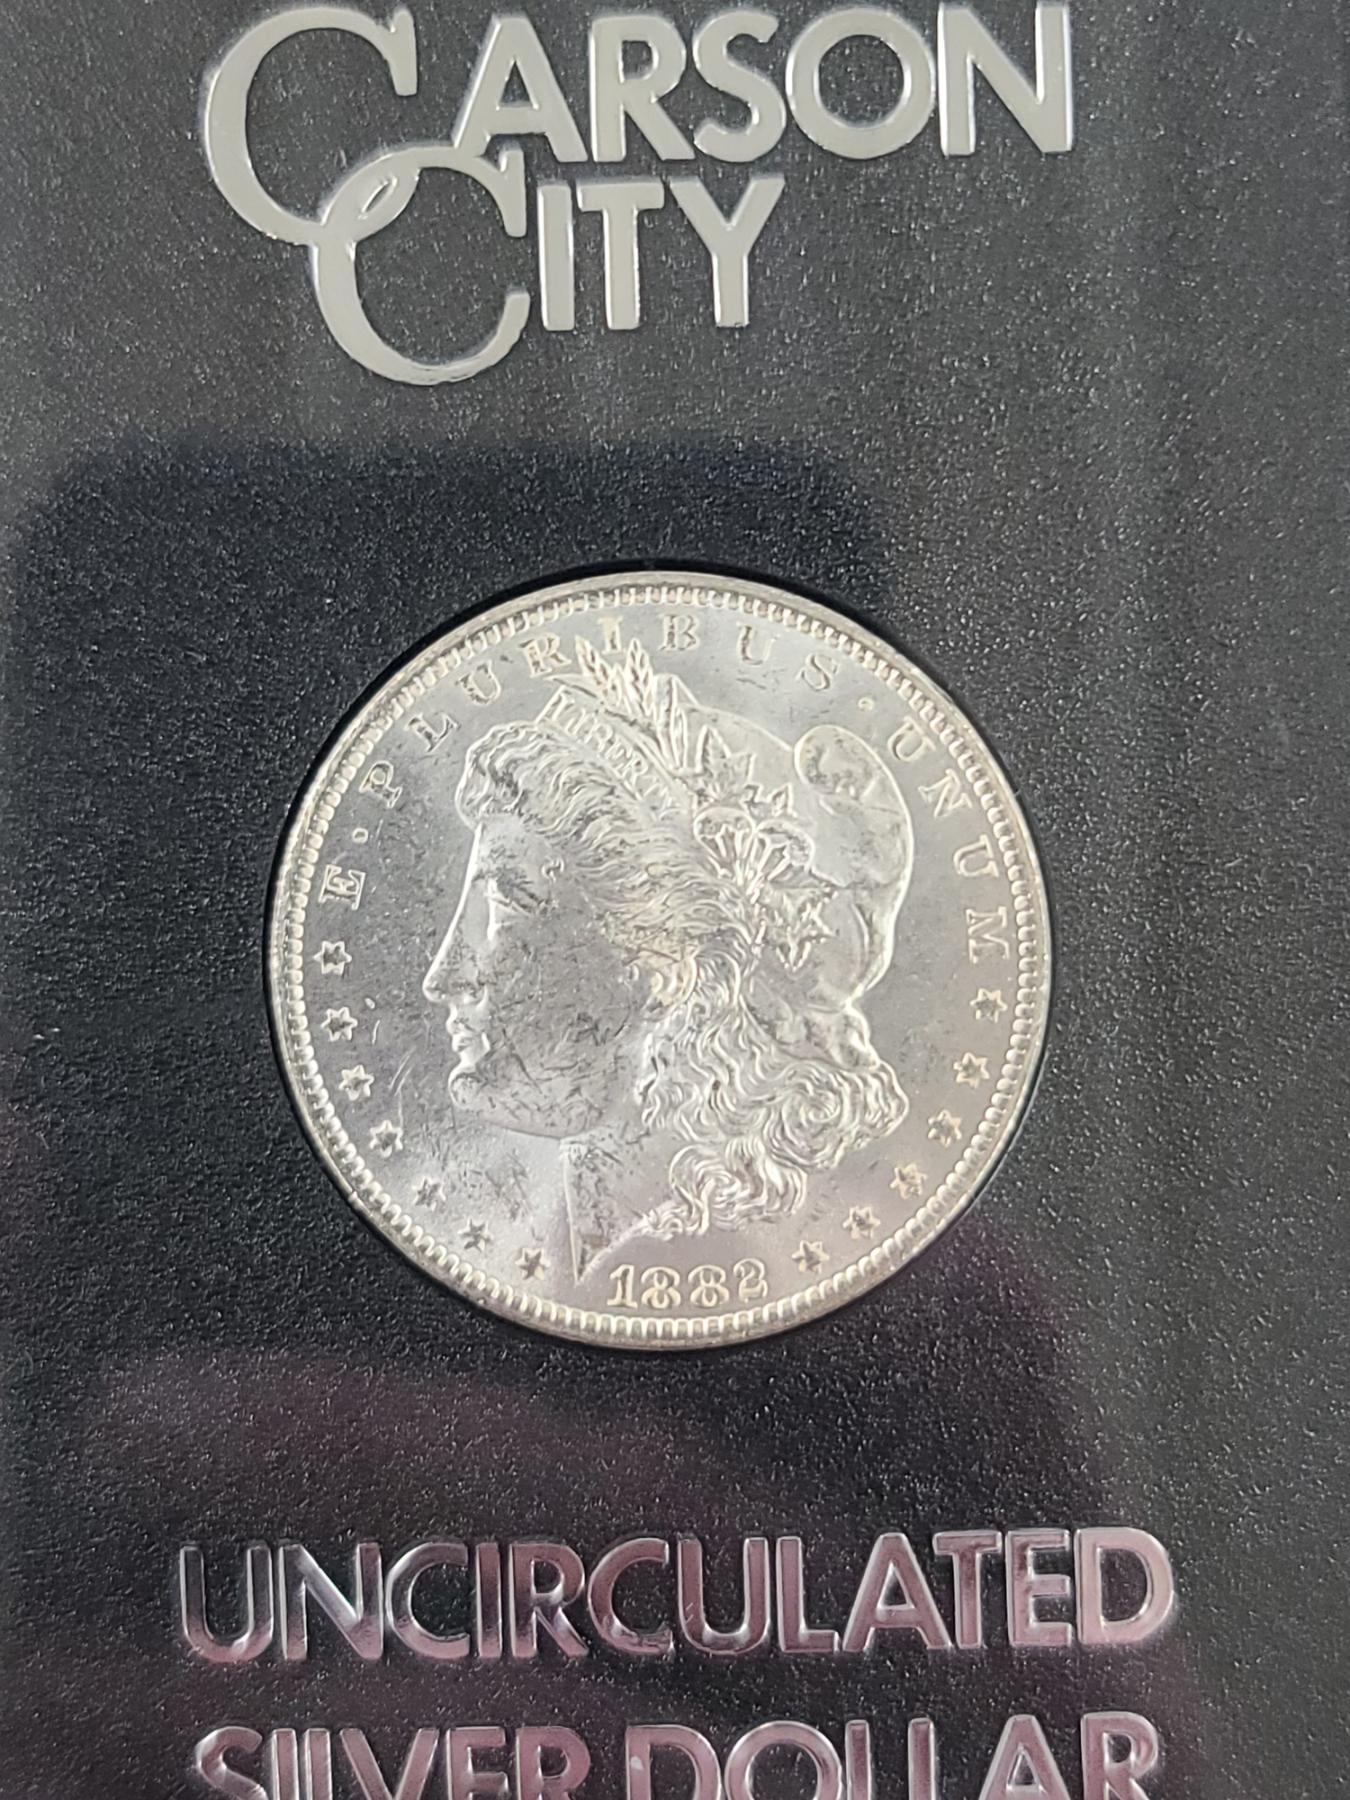 CARSON
CITY
E·PLURIBUS·UNUM
LIBERTY
1882
UNCIRCULATED
SILVER DOLLAR